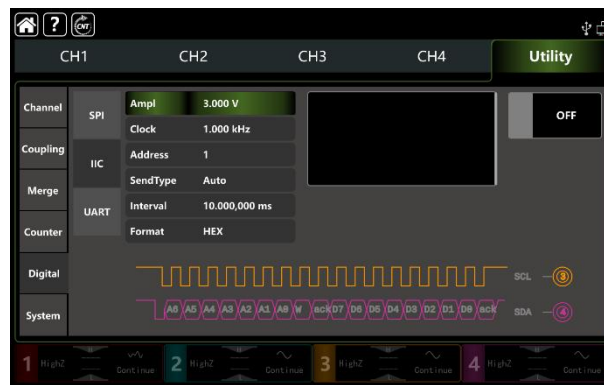 ? CNT
CH1 CH2 CH3 CH4 Utility
Channel
Coupling
Merge
Counter
Digital
System
SPI
IIC
UART
Ampl 3.000 V
Clock 1.000 kHz
Address 1
SendType Auto
Interval 10.000,000 ms
Format HEX
OFF
SCL 3
A6 A5 A4 A3 A2 A1 A0 W ack D7 D6 D5 D4 D3 D2 D1 D0 ack SDA 4
1 HighZ Continue 2 HighZ Continue 3 HighZ Continue 4 HighZ Continue